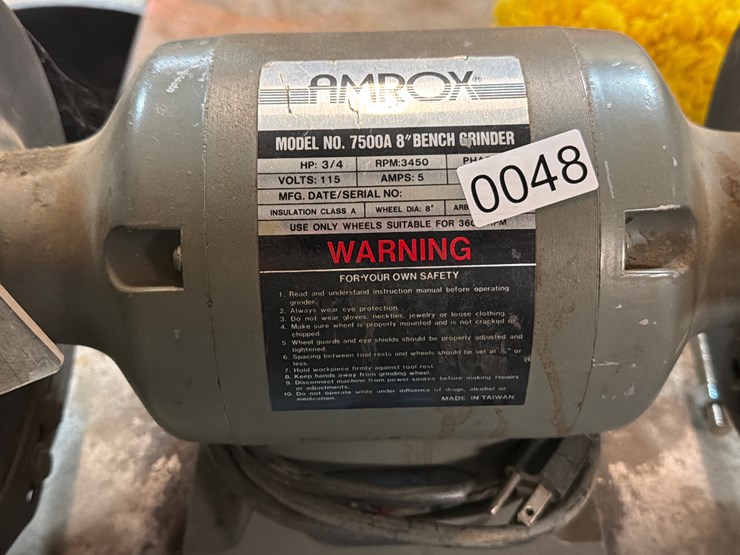 AMROX®
MODEL NO. 7500A 8" BENCH GRINDER
HP: 3/4 RPM:3450
VOLTS: 115 AMPS: 5
0048
MFG. DATE/SERIAL NO:
INSULATION CLASS A WHEEL DIA: 8"
USE ONLY WHEELS SUITABLE FOR
WARNING
FOR YOUR OWN SAFETY
1. Read and understand instruction manual before operating
grinder.
2. Always wear eye protection.
3. Do not wear gloves, neckties, jewelry or loose clothing.
4. Make sure wheel is properly mounted and is not cracked or
chipped.
5. Wheel guards and eye shields should be properly adjusted and
tightened.
6. Spacing between tool rests and wheels should be set at or
less.
7. Hold workpiece firmly against tool rest.
8. Keep hands away from grinding wheel.
9. Disconnect machine from power source before making repairs
or adjustments.
10. Do not operate while under influence of drugs, alcohol or
medication.
MADE IN TAIWAN